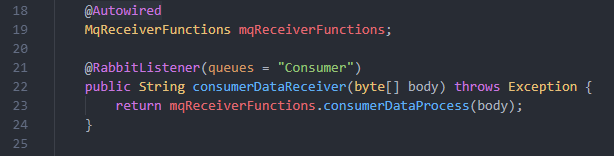 18 @Autowired
19 MqReceiverFunctions mqReceiverFunctions;
20
21 @RabbitListener(queues = "Consumer")
22 public String consumerDataReceiver(byte[] body) throws Exception {
23 return mqReceiverFunctions.consumerDataProcess(body);
24 }
25